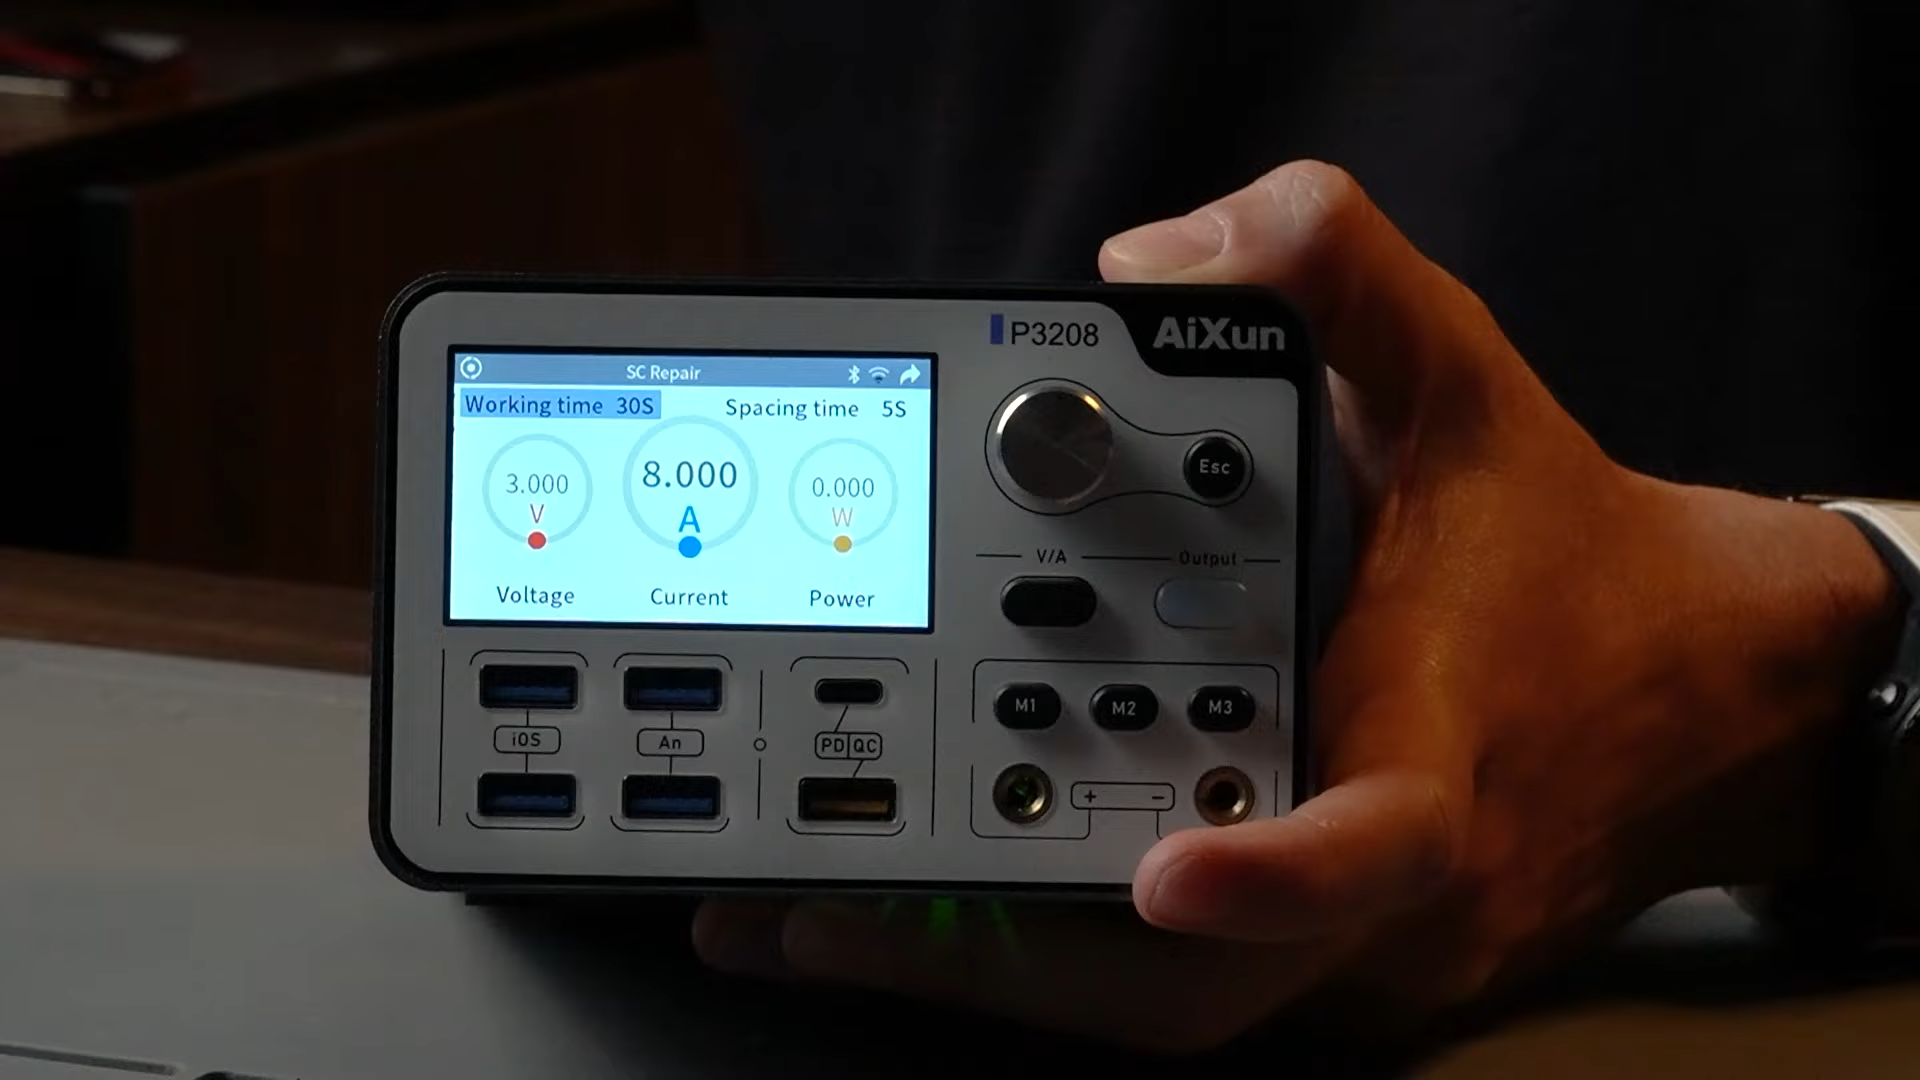 P3208
AiXun
SC Repair
Working time 30S
Spacing time 5S
3.000
V
8.000
A
0.000
W
Voltage
Current
Power
Esc
V/A
Output
iOS
An
PD QC
M1
M2
M3
+ −